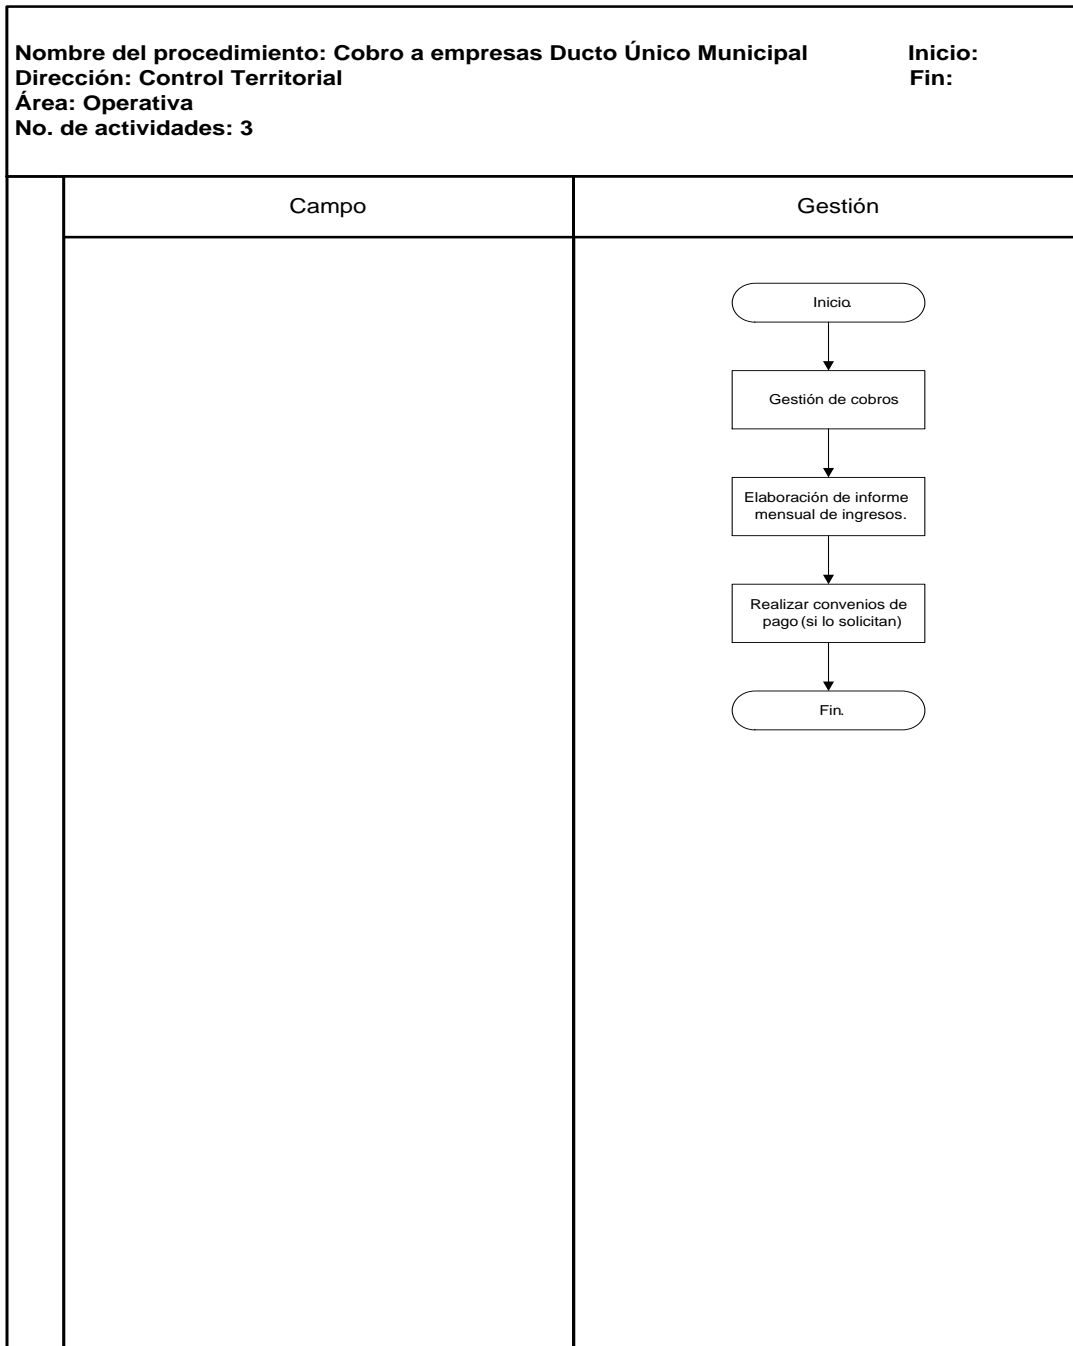 Nombre del procedimiento: Cobro a empresas Ducto Único Municipal Inicio:
Dirección: Control Territorial Fin:
Área: Operativa
No. de actividades: 3
Campo Gestión
Inicio.
Gestión de cobros
Elaboración de informe
mensual de ingresos.
Realizar convenios de
pago (si lo solicitan)
Fin.